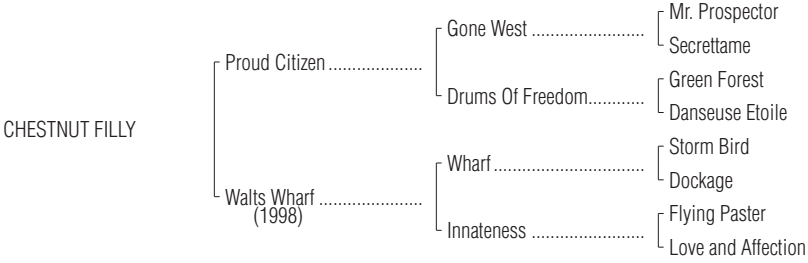 Mr. Prospector
Gone West .......................
Secrettame
Proud Citizen ...................
Green Forest
Drums Of Freedom...........
Danseuse Etoile
CHESTNUT FILLY
Storm Bird
Wharf ..............................
Dockage
Walts Wharf .....................
(1998)
Flying Paster
Innateness .......................
Love and Affection